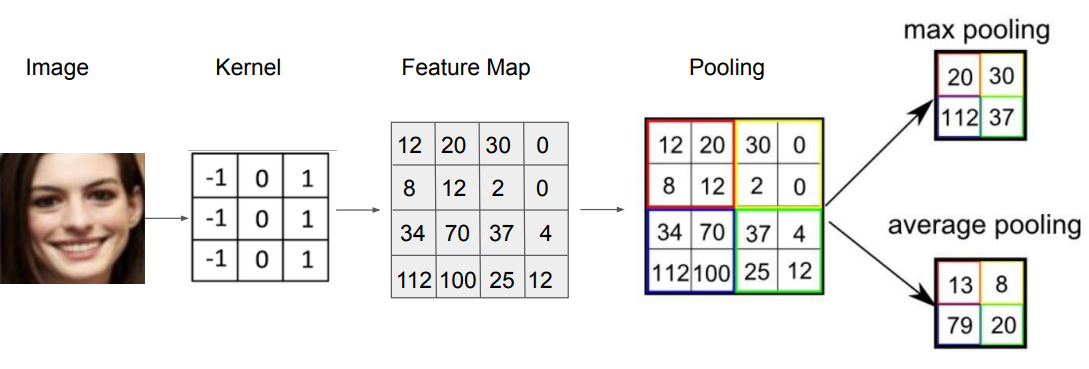 Image
Kernel
Feature Map
Pooling
max pooling
average pooling
-1 0 1
-1 0 1
-1 0 1
12 20 30 0
8 12 2 0
34 70 37 4
112 100 25 12
12 20 30 0
8 12 2 0
34 70 37 4
112 100 25 12
20 30
112 37
13 8
79 20